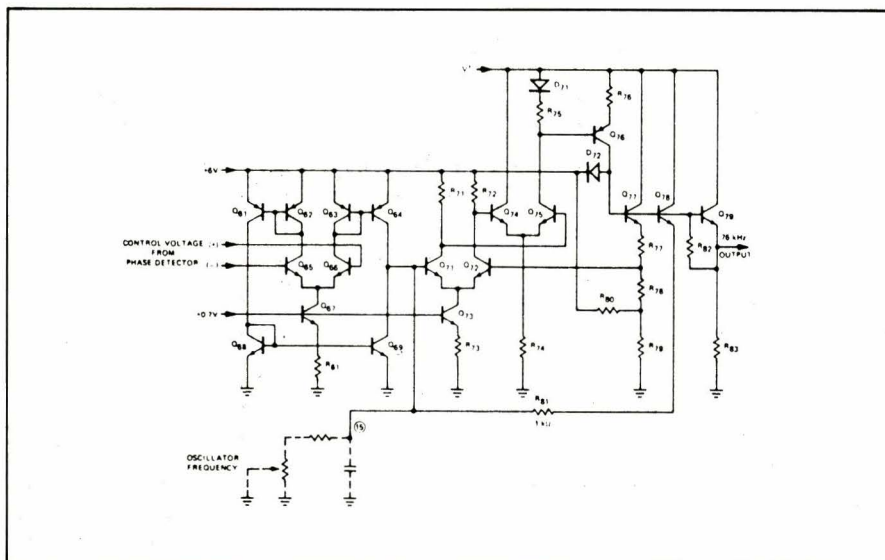 V+
D71
R75
R76
Q76
D72
+6V
Q61
Q62
Q63
Q64
R71
R72
Q74
Q75
Q77
Q78
Q79
76 kHz
OUTPUT
R82
R77
CONTROL VOLTAGE (+)
FROM
PHASE DETECTOR (-)
Q65
Q66
Q71
Q72
R78
R80
Q67
+0.7V
Q73
Q68
Q69
R61
R73
R74
R79
R83
R81
1 kΩ
15
OSCILLATOR
FREQUENCY